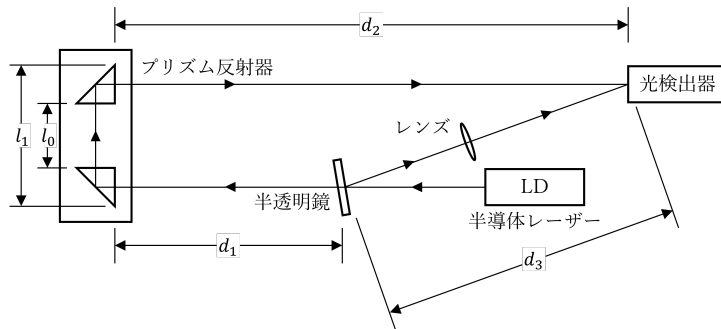 d₂
プリズム反射器
光検出器
l₁
l₀
レンズ
LD
半透明鏡
半導体レーザー
d₁
d₃